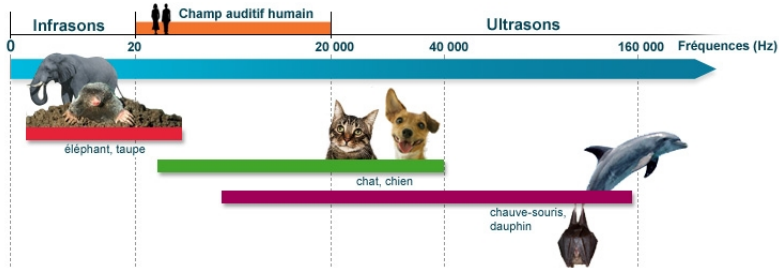 Infrasons
Champ auditif humain
Ultrasons
0 20 20 000 40 000 160 000 Fréquences (Hz)
éléphant, taupe
chat, chien
chauve-souris,
dauphin